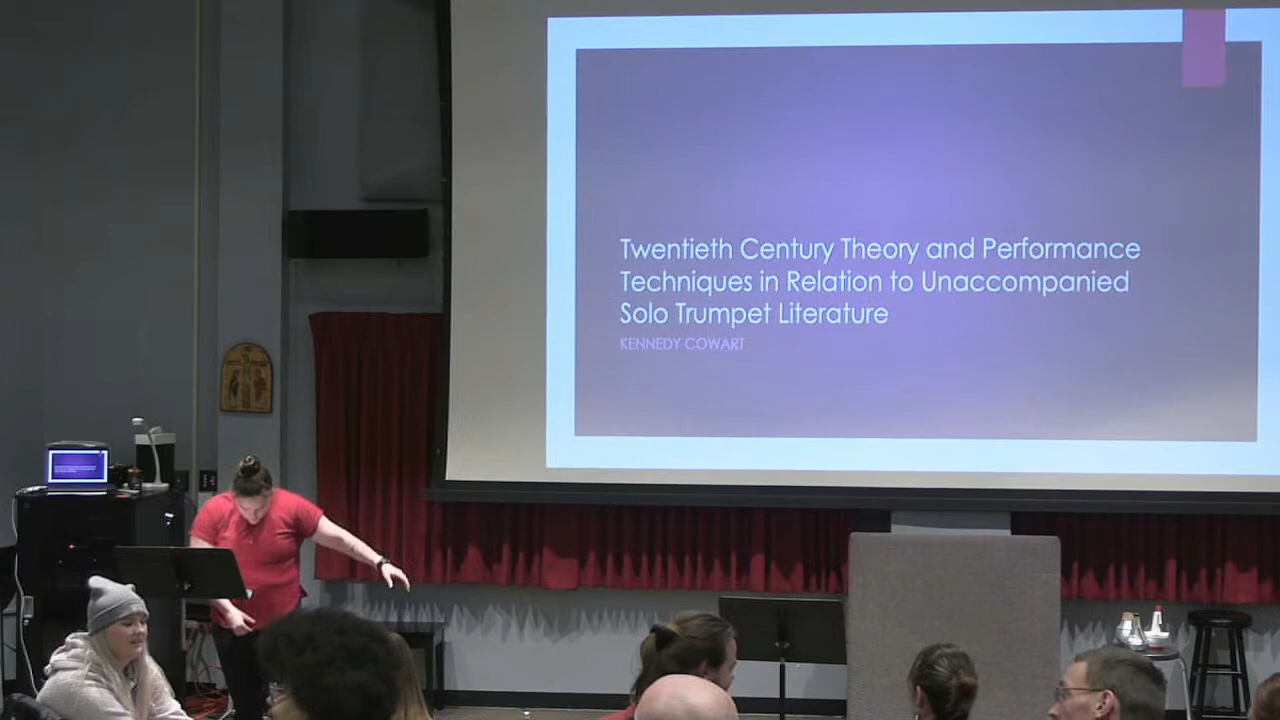 Twentieth Century Theory and Performance
Techniques in Relation to Unaccompanied
Solo Trumpet Literature
KENNEDY COWART